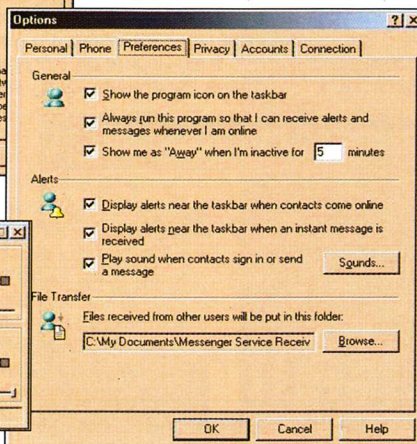 Options
Personal Phone Preferences Privacy Accounts Connection
General
Show the program icon on the taskbar
Always run this program so that I can receive alerts and
messages whenever I am online
Show me as "Away" when I'm inactive for 5 minutes
Alerts
Display alerts near the taskbar when contacts come online
Display alerts near the taskbar when an instant message is
received
Play sound when contacts sign in or send
a message
Sounds...
File Transfer
Files received from other users will be put in this folder:
C:\My Documents\Messenger Service Receiv
Browse...
OK Cancel Help